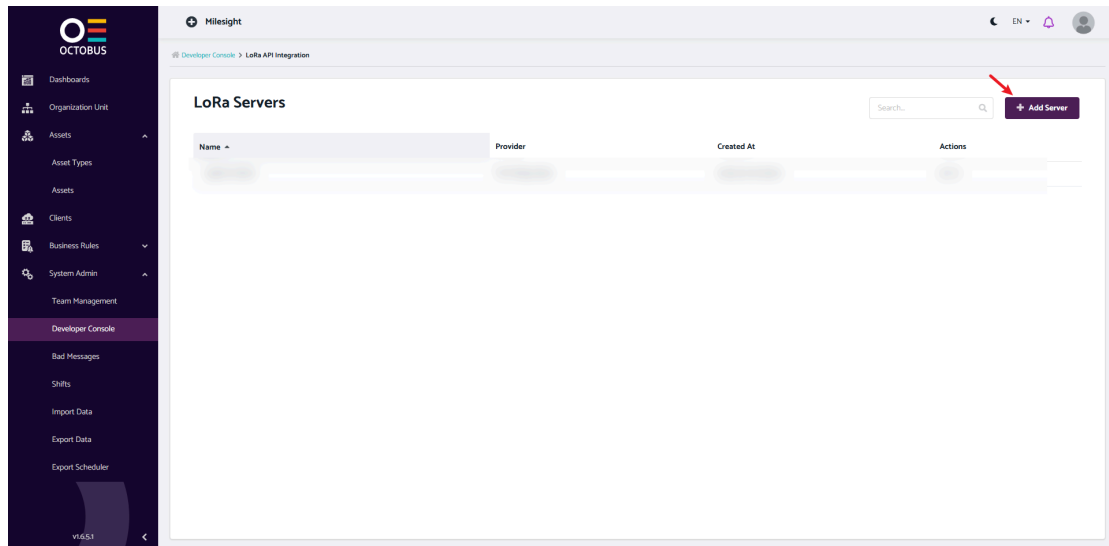 OCTOBUS
Milesight
EN
Developer Console > LoRa API Integration
Dashboards
Organization Unit
Assets
Asset Types
Assets
Clients
Business Rules
System Admin
Team Management
Developer Console
Bad Messages
Shifts
Import Data
Export Data
Export Scheduler
v1.6.5.1
LoRa Servers
Search...
+ Add Server
Name Provider Created At Actions